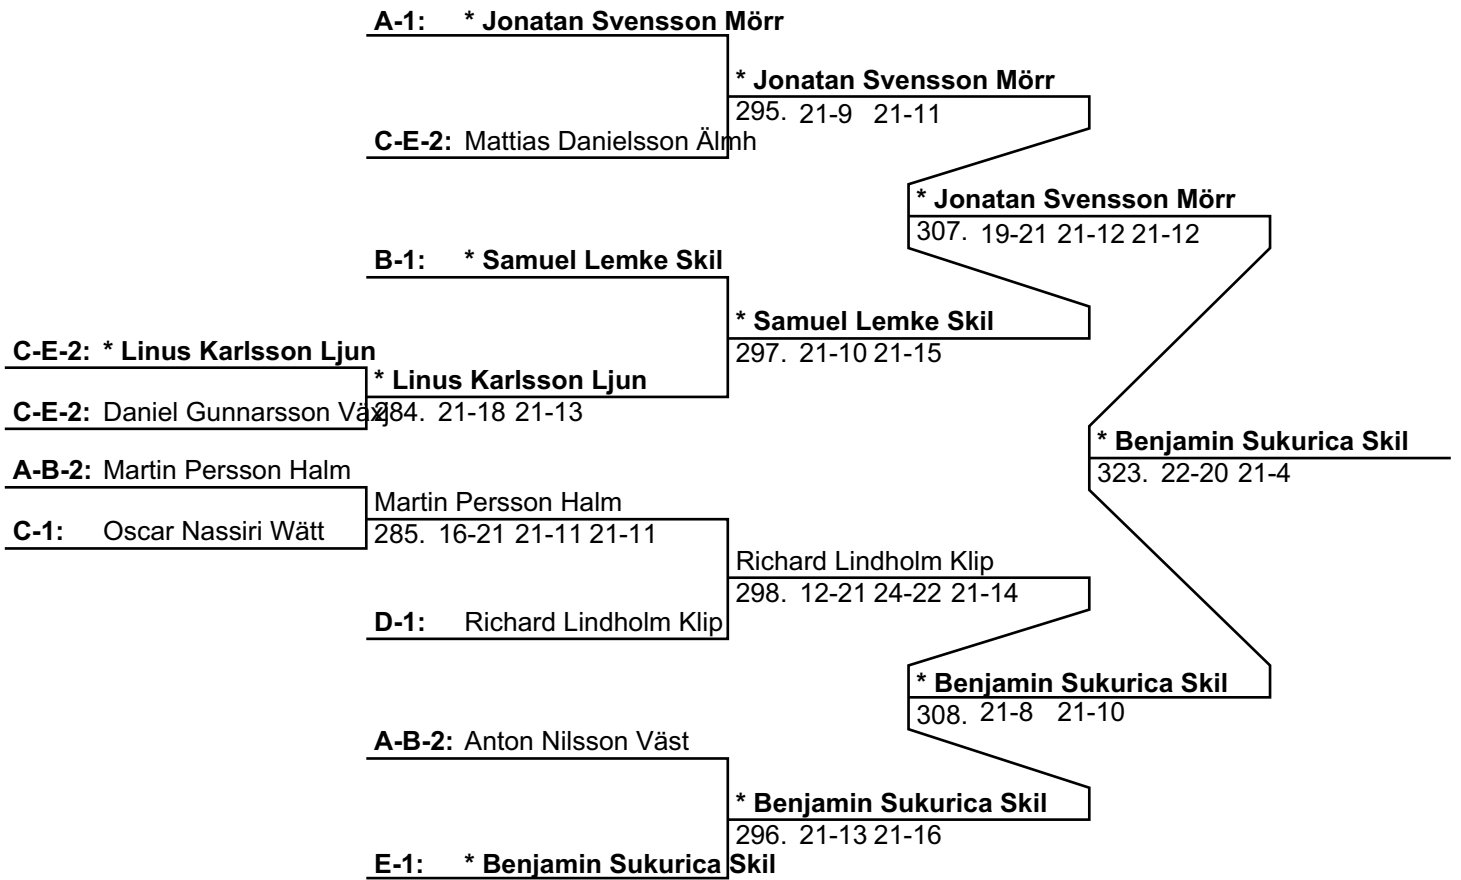 A-1: * Jonatan Svensson Mörr
* Jonatan Svensson Mörr
295. 21-9 21-11
C-E-2: Mattias Danielsson Älmh
* Jonatan Svensson Mörr
307. 19-21 21-12 21-12
B-1: * Samuel Lemke Skil
* Samuel Lemke Skil
297. 21-10 21-15
C-E-2: * Linus Karlsson Ljun
* Linus Karlsson Ljun
284. 21-18 21-13
C-E-2: Daniel Gunnarsson Växj
* Benjamin Sukurica Skil
323. 22-20 21-4
A-B-2: Martin Persson Halm
Martin Persson Halm
285. 16-21 21-11 21-11
C-1: Oscar Nassiri Wätt
Richard Lindholm Klip
298. 12-21 24-22 21-14
D-1: Richard Lindholm Klip
* Benjamin Sukurica Skil
308. 21-8 21-10
A-B-2: Anton Nilsson Väst
* Benjamin Sukurica Skil
296. 21-13 21-16
E-1: * Benjamin Sukurica Skil